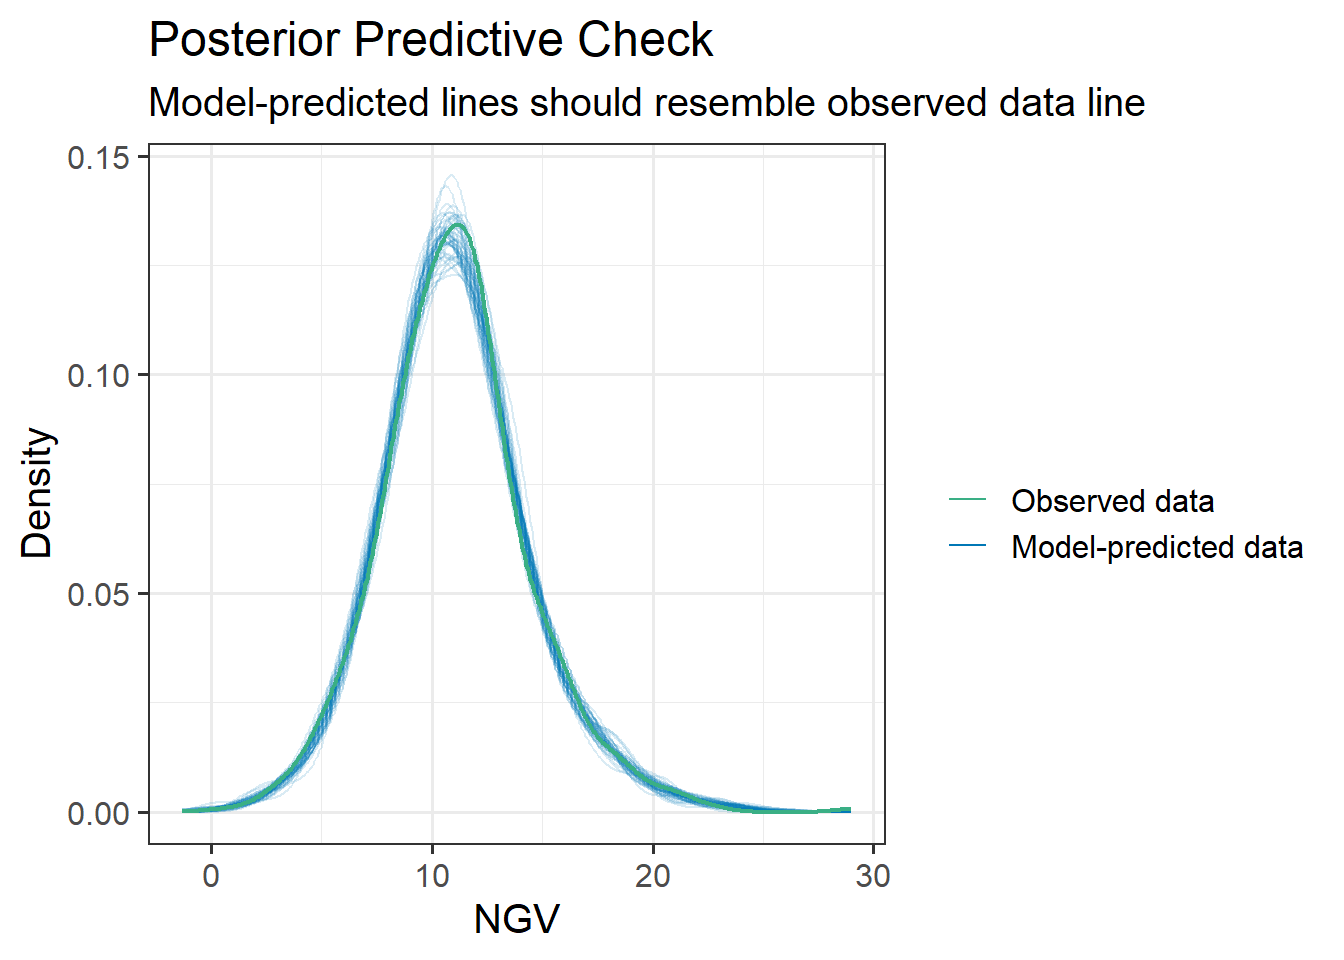 Posterior Predictive Check
Model-predicted lines should resemble observed data line
0.15
0.10
0.05
0.00
Density
0
10
20
30
NGV
Observed data
Model-predicted data